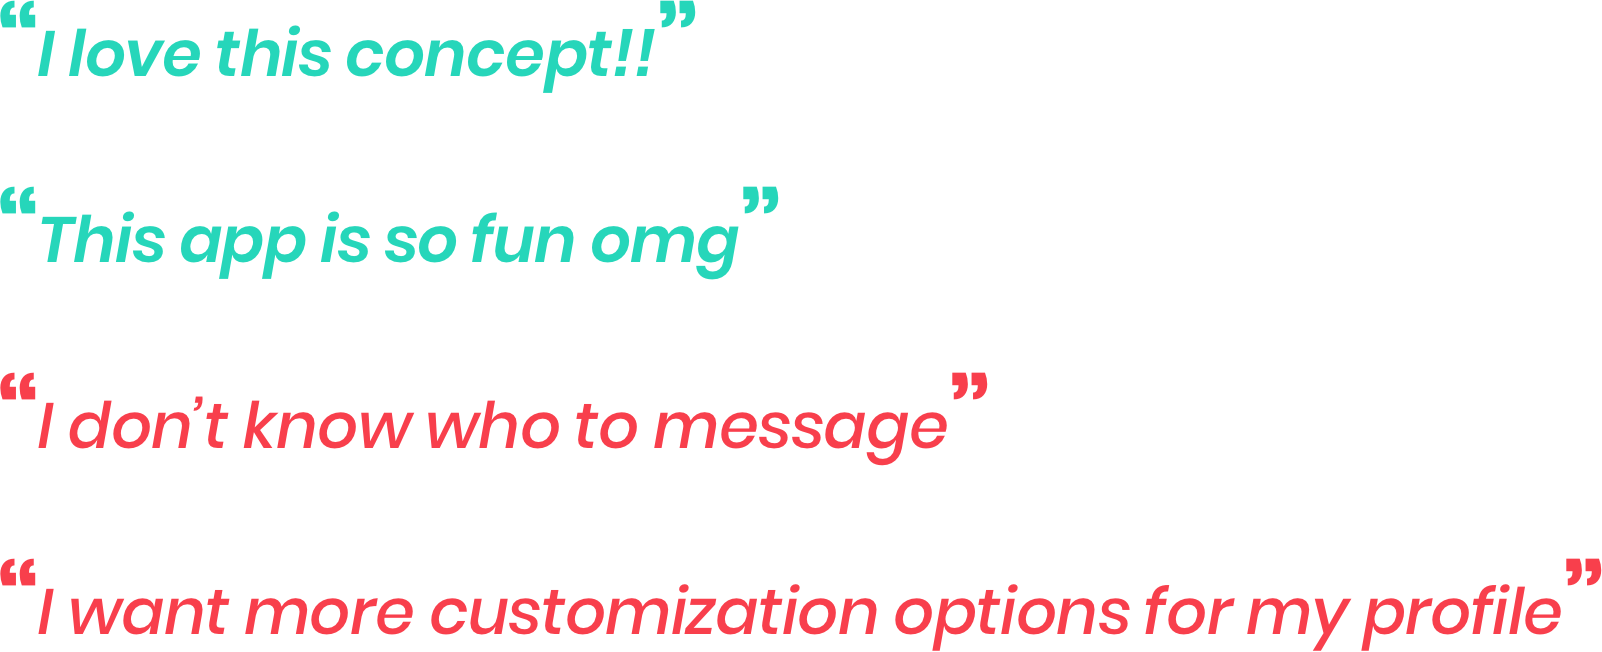 “I love this concept!!”
“This app is so fun omg”
“I don’t know who to message”
“I want more customization options for my profile”